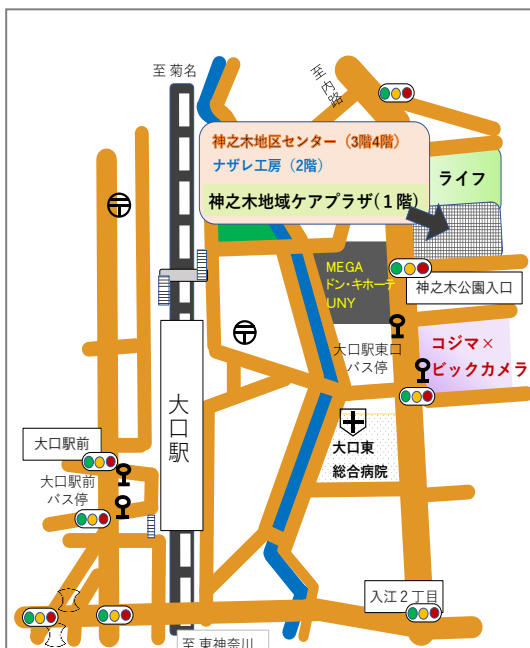 至 菊名
至内路
神之木地区センター（3階4階）
ナザレ工房（2階）
神之木地域ケアプラザ(１階)
ライフ
MEGA
ドン・キホーテ
UNY
神之木公園入口
大口駅東口
バス停
コジマ×
ビックカメラ
大口駅
大口東
総合病院
大口駅前
大口駅前
バス停
入江２丁目
至 東神奈川